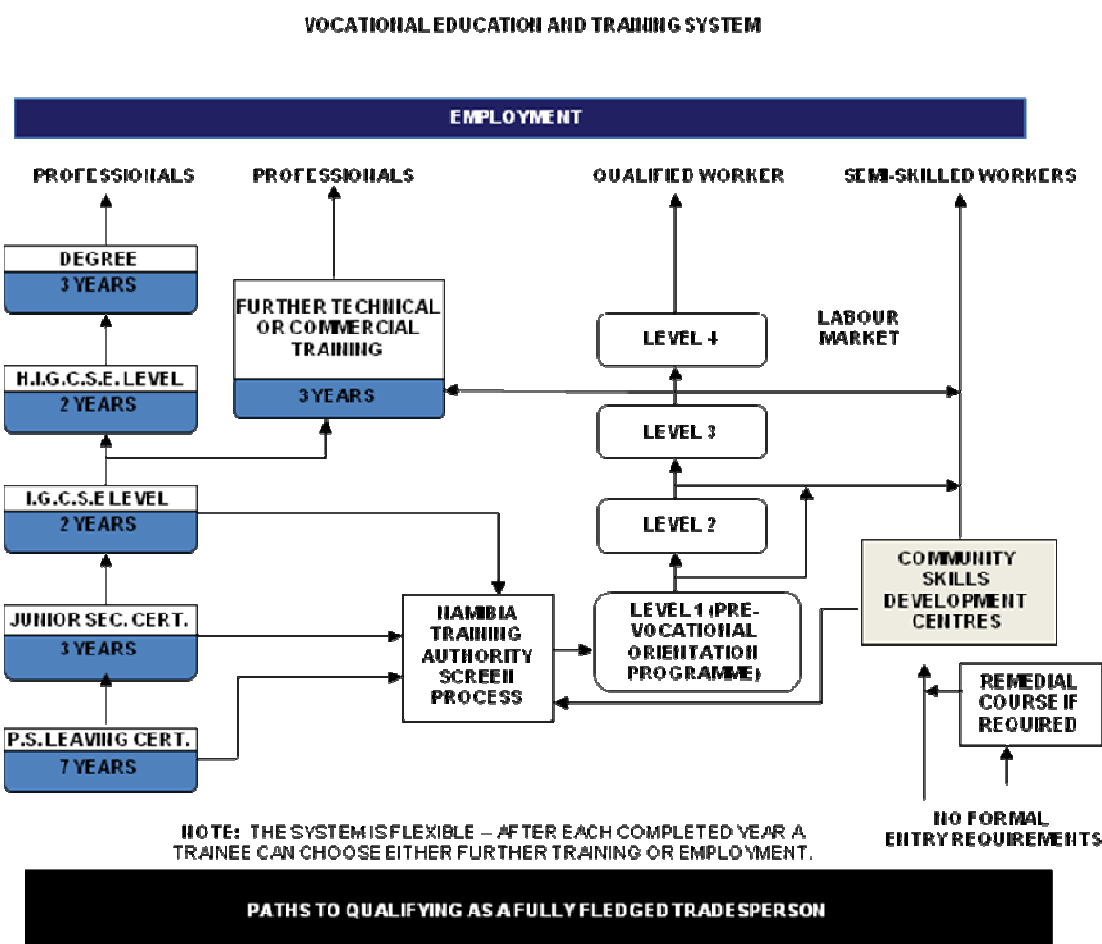 VOCATIONAL EDUCATION AND TRAINING SYSTEM
EMPLOYMENT
PROFESSIONALS
PROFESSIONALS
QUALIFIED WORKER
SEMI-SKILLED WORKERS
DEGREE
3 YEARS
FURTHER TECHNICAL
OR COMMERCIAL
TRAINING
3 YEARS
LEVEL 4
LABOUR
MARKET
H.I.G.C.S.E. LEVEL
2 YEARS
LEVEL 3
I.G.C.S.E LEVEL
2 YEARS
LEVEL 2
COMMUNITY
SKILLS
DEVELOPMENT
CENTRES
JUNIOR SEC. CERT.
3 YEARS
NAMIBIA
TRAINING
AUTHORITY
SCREEN
PROCESS
LEVEL 1 (PRE-
VOCATIONAL
ORIENTATION
PROGRAMME)
REMEDIAL
COURSE IF
REQUIRED
P.S. LEAVING CERT.
7 YEARS
NO FORMAL
ENTRY REQUIREMENTS
NOTE: THE SYSTEM IS FLEXIBLE – AFTER EACH COMPLETED YEAR A
TRAINEE CAN CHOOSE EITHER FURTHER TRAINING OR EMPLOYMENT.
PATHS TO QUALIFYING AS A FULLY FLEDGED TRADESPERSON